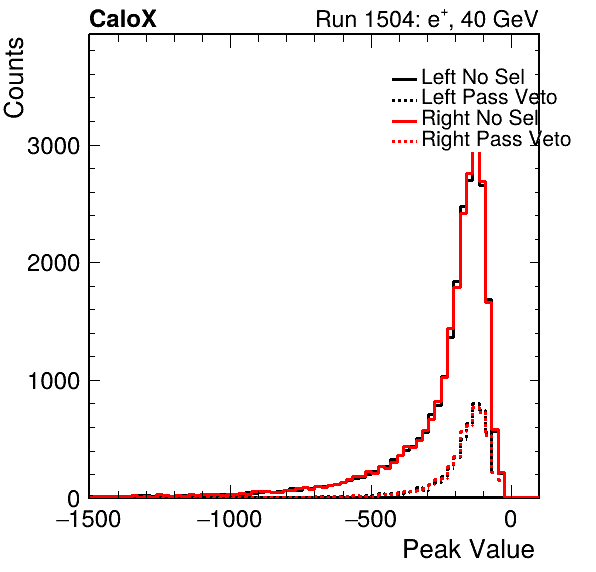 CaloX Run 1504: e⁺, 40 GeV
Counts
Left No Sel
Left Pass Veto
Right No Sel
Right Pass Veto
3000
2000
1000
0
−1500 −1000 −500 0
Peak Value